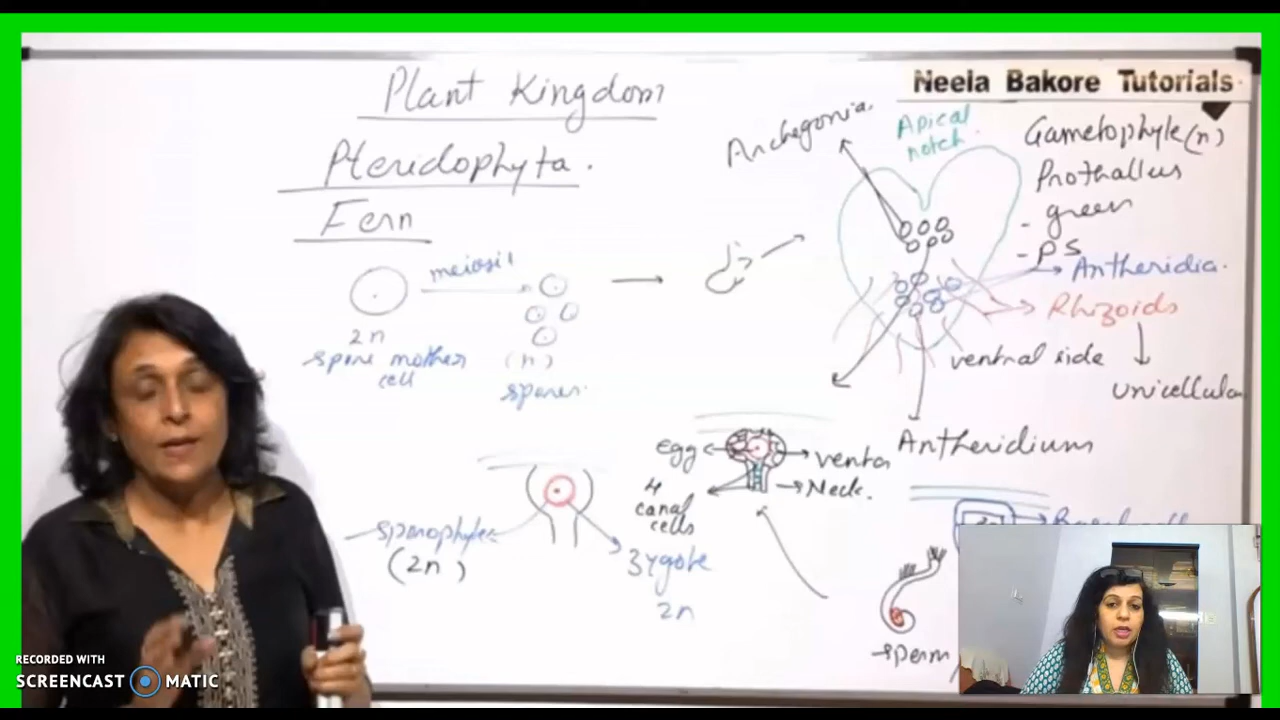 Plant Kingdom
Neela Bakore Tutorials
Pteridophyta.
Fern
Archegonia.
Apical
notch.
Gametophyte(n)
Prothallus
- green
- PS
Antheridia.
Rhizoids
ventral side
unicellular
Antheridium
meiosis
2n
spore mother
cell
(n)
spores.
egg
Neck.
4
canal
cells
sporophyte
(2n)
zygote
2n
sperm
RECORDED WITH
SCREENCAST MATIC